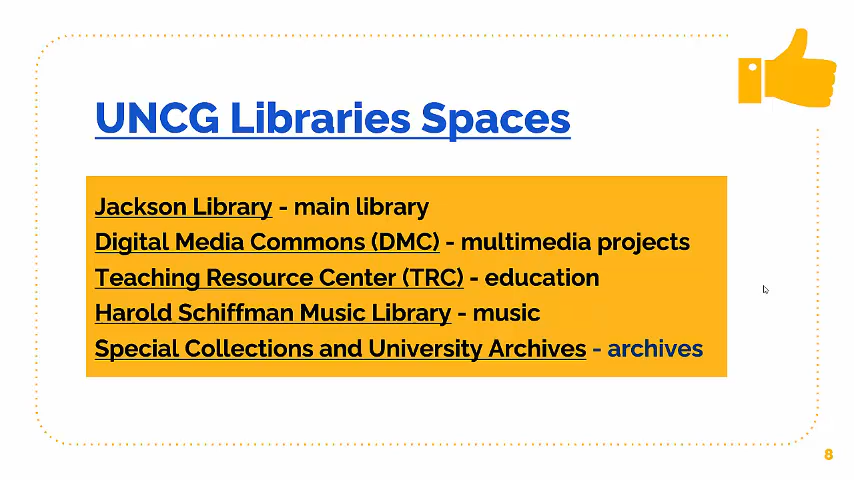 UNCG Libraries Spaces
Jackson Library - main library
Digital Media Commons (DMC) - multimedia projects
Teaching Resource Center (TRC) - education
Harold Schiffman Music Library - music
Special Collections and University Archives - archives
8